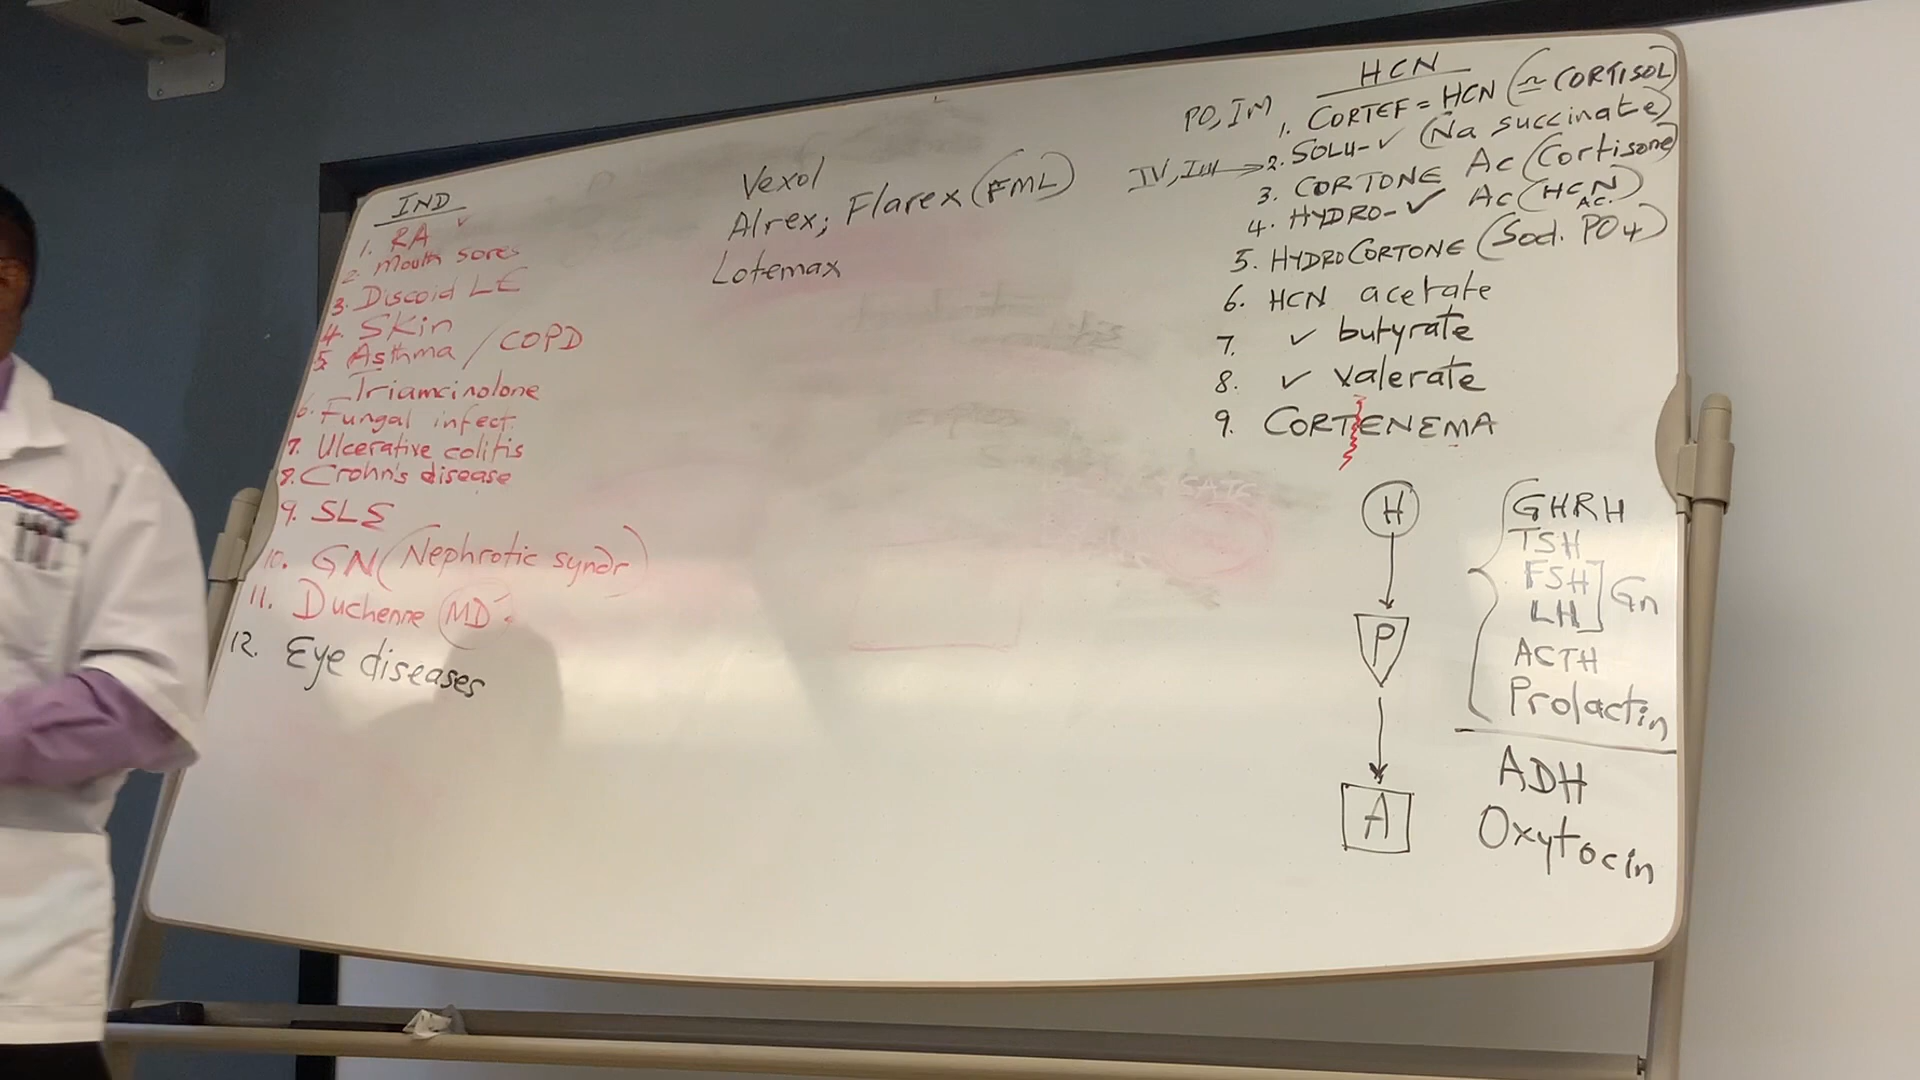 IND
1. RA ✓
2. Mouth sores
3. Discoid LE
4. Skin
5. Asthma / COPD
Triamcinolone
6. Fungal infect.
7. Ulcerative colitis
8. Crohn's disease
9. SLE
10. GN (Nephrotic syndr)
11. Duchenne MD
12. Eye diseases
Vexol
Alrex; Flarex (FML)
Lotemax
HCN
PO, IM 1. CORTEF = HCN (≃ CORTISOL)
IV, IM → 2. SOLU- ✓ (Na succinate)
3. CORTONE Ac (Cortisone)
4. HYDRO- ✓ Ac (HCN AC.)
5. HYDROCORTONE (Sod. PO4)
6. HCN acetate
7. ✓ butyrate
8. ✓ valerate
9. CORTENEMA
H
P
A
GHRH
TSH
FSH
LH
Gn
ACTH
Prolactin
ADH
Oxytocin